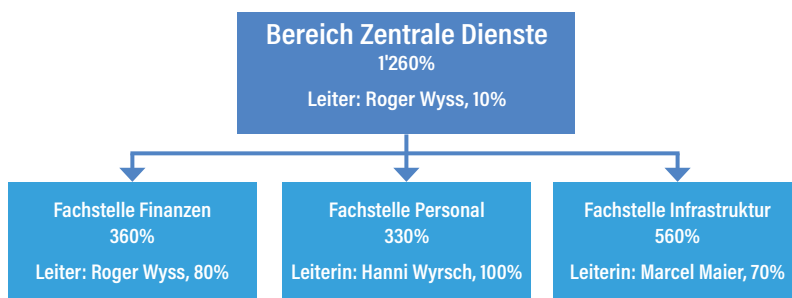 Bereich Zentrale Dienste
1'260%
Leiter: Roger Wyss, 10%
Fachstelle Finanzen
360%
Leiter: Roger Wyss, 80%
Fachstelle Personal
330%
Leiterin: Hanni Wyrsch, 100%
Fachstelle Infrastruktur
560%
Leiterin: Marcel Maier, 70%